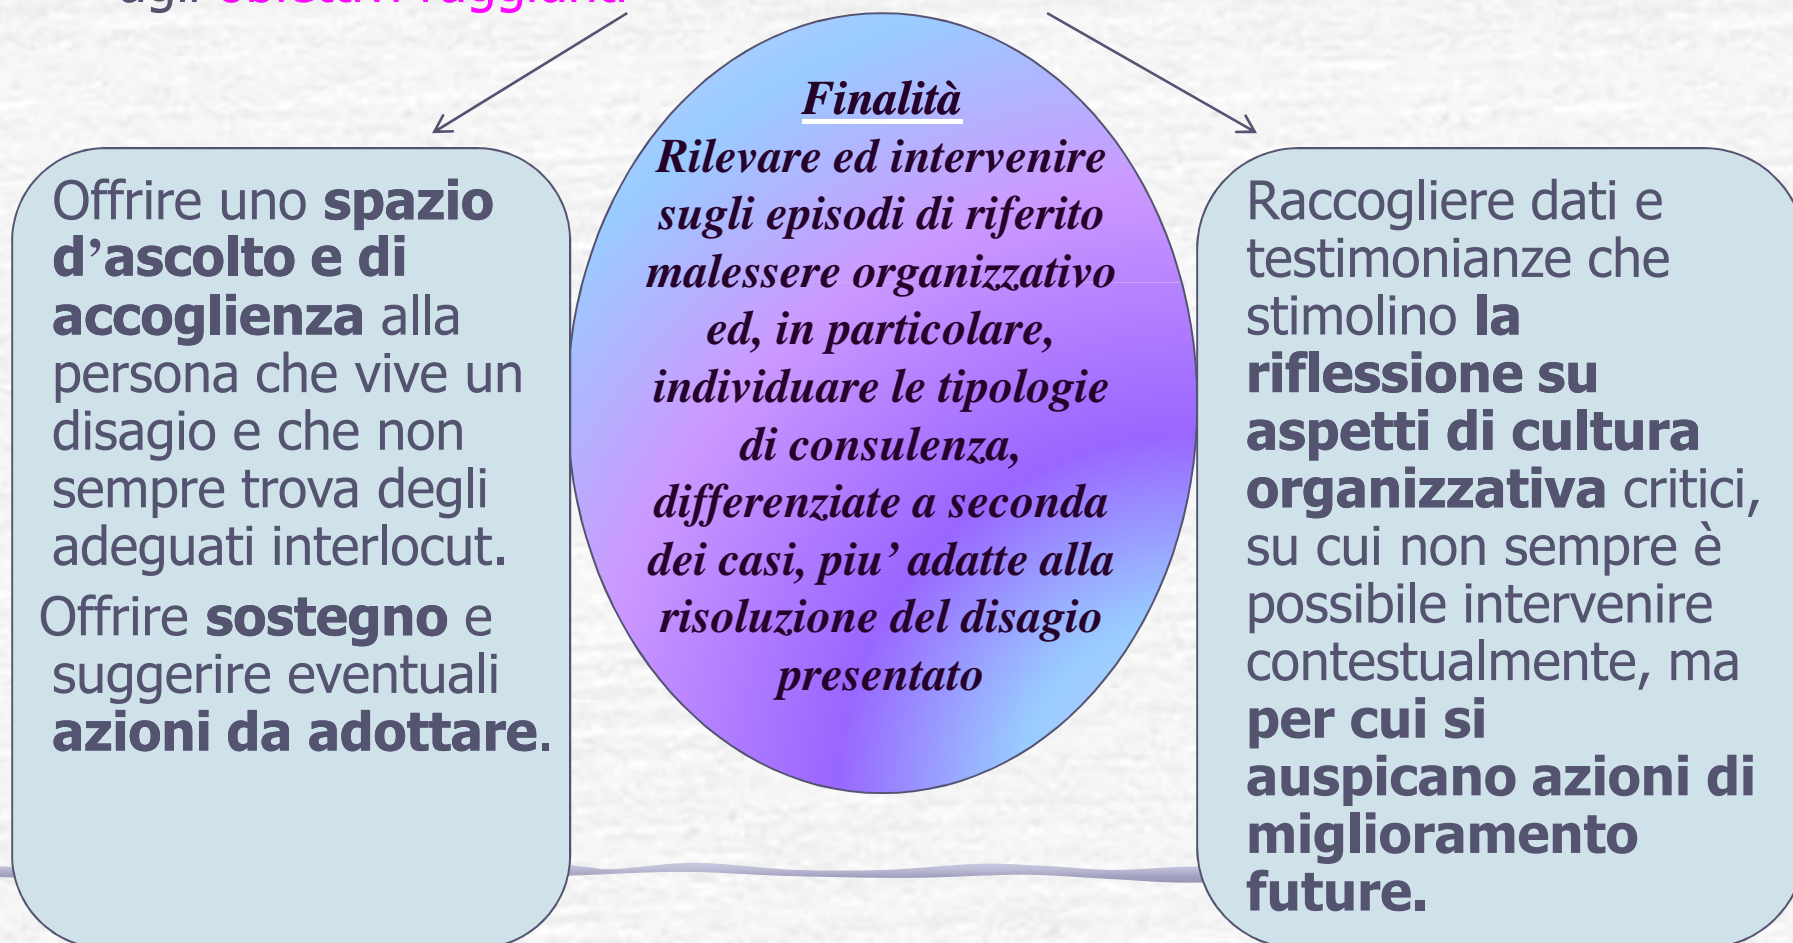 agli obiettivi raggiunti
Finalità
Rilevare ed intervenire
sugli episodi di riferito
malessere organizzativo
ed, in particolare,
individuare le tipologie
di consulenza,
differenziate a seconda
dei casi, piu’ adatte alla
risoluzione del disagio
presentato
Offrire uno spazio
d’ascolto e di
accoglienza alla
persona che vive un
disagio e che non
sempre trova degli
adeguati interlocut.
Offrire sostegno e
suggerire eventuali
azioni da adottare.
Raccogliere dati e
testimonianze che
stimolino la
riflessione su
aspetti di cultura
organizzativa critici,
su cui non sempre è
possibile intervenire
contestualmente, ma
per cui si
auspicano azioni di
miglioramento
future.